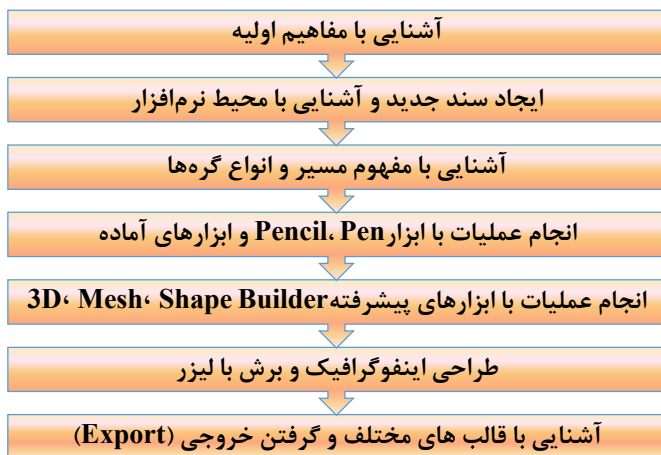 آشنایی با مفاهیم اولیه
ایجاد سند جدید و آشنایی با محیط نرم‌افزار
آشنایی با مفهوم مسیر و انواع گره‌ها
انجام عملیات با ابزار Pen، Pencil و ابزارهای آماده
انجام عملیات با ابزارهای پیشرفته Shape Builder، Mesh، 3D
طراحی اینفوگرافیک و برش با لیزر
آشنایی با قالب های مختلف و گرفتن خروجی (Export)